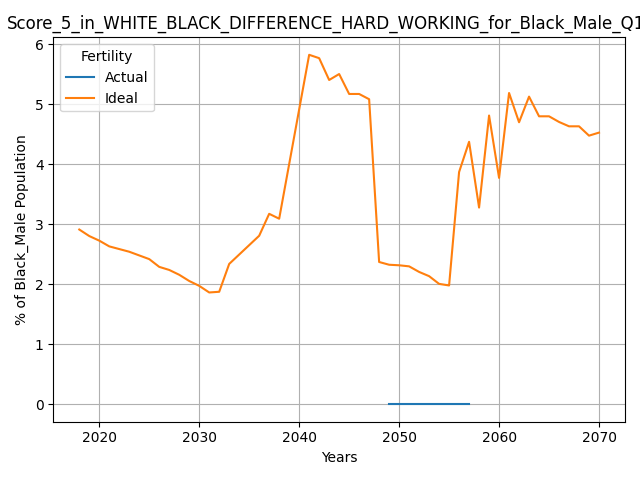 Score_5_in_WHITE_BLACK_DIFFERENCE_HARD_WORKING_for_Black_Male_Q1
Fertility
Actual
Ideal
% of Black_Male Population
6
5
4
3
2
1
0
2020 2030 2040 2050 2060 2070
Years